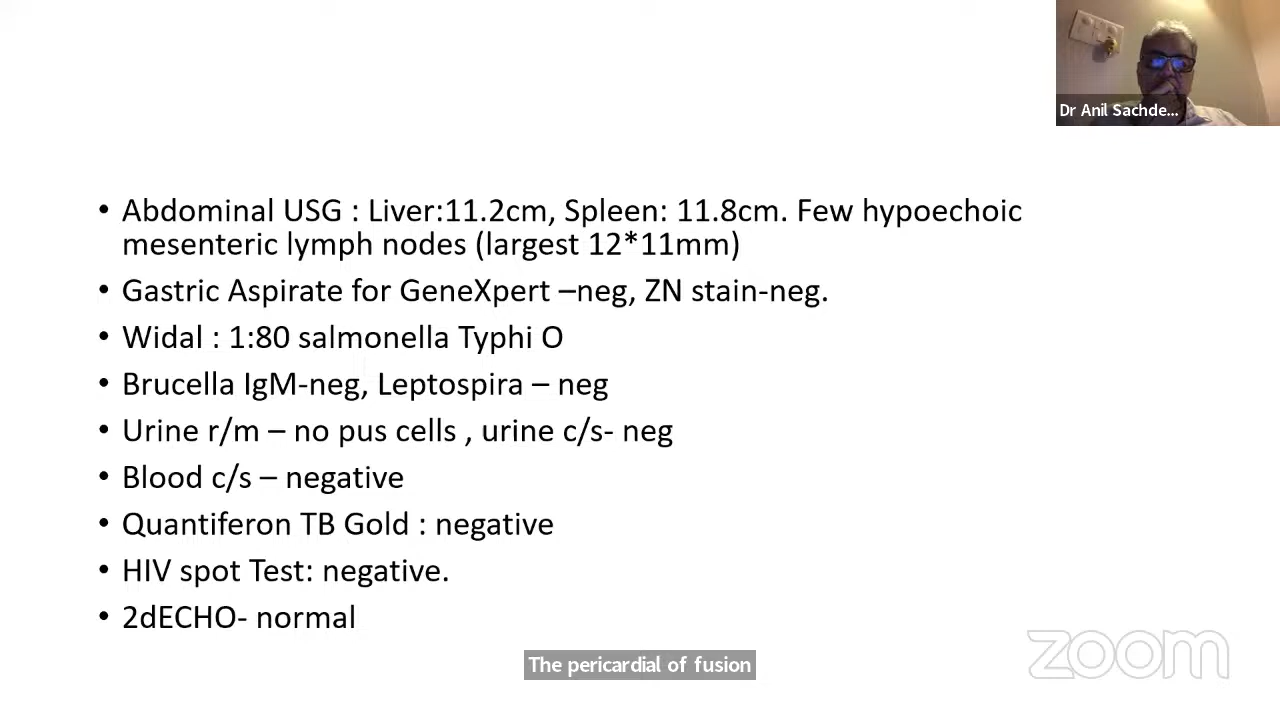 Dr Anil Sachde...
• Abdominal USG : Liver:11.2cm, Spleen: 11.8cm. Few hypoechoic
mesenteric lymph nodes (largest 12*11mm)
• Gastric Aspirate for GeneXpert –neg, ZN stain-neg.
• Widal : 1:80 salmonella Typhi O
• Brucella IgM-neg, Leptospira – neg
• Urine r/m – no pus cells , urine c/s- neg
• Blood c/s – negative
• Quantiferon TB Gold : negative
• HIV spot Test: negative.
• 2dECHO- normal
The pericardial of fusion
zoom